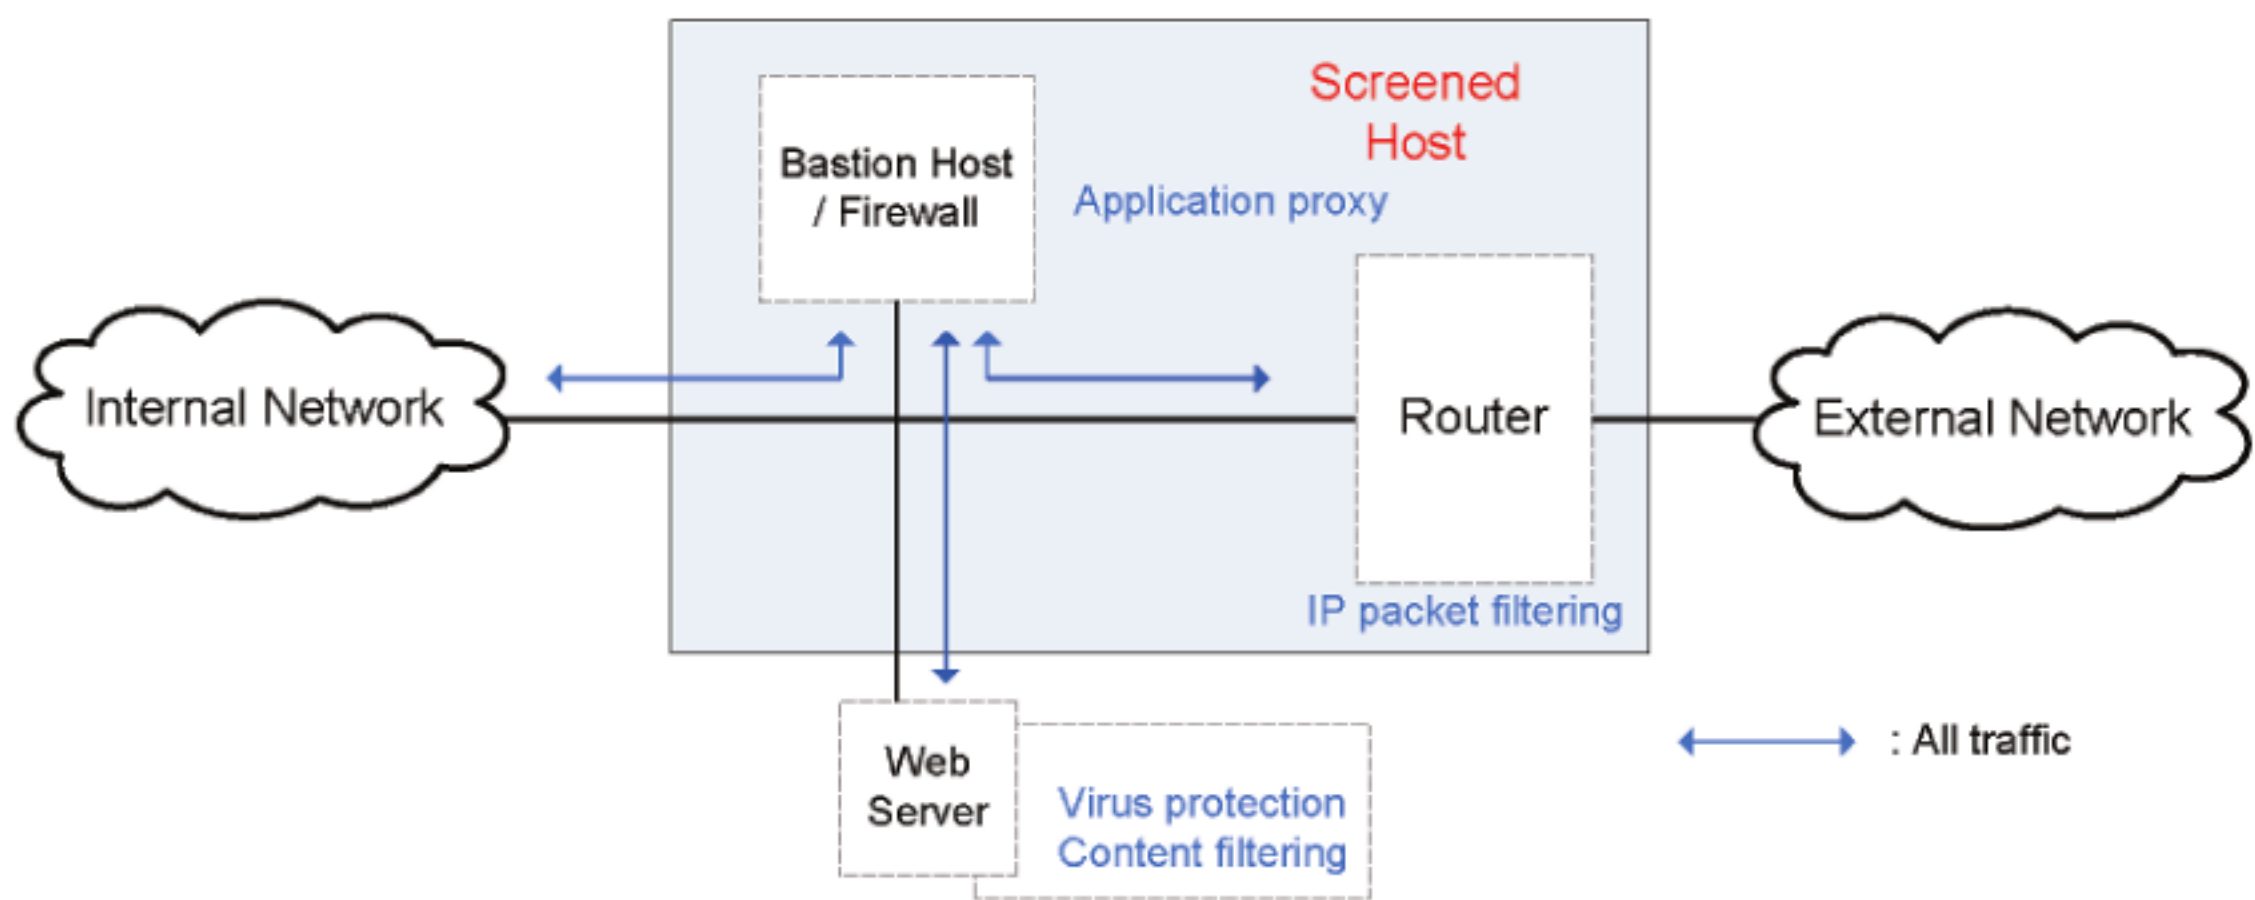 Screened
Host
Bastion Host
/ Firewall
Application proxy
Internal Network
Router
External Network
IP packet filtering
Web
Server
Virus protection
Content filtering
: All traffic